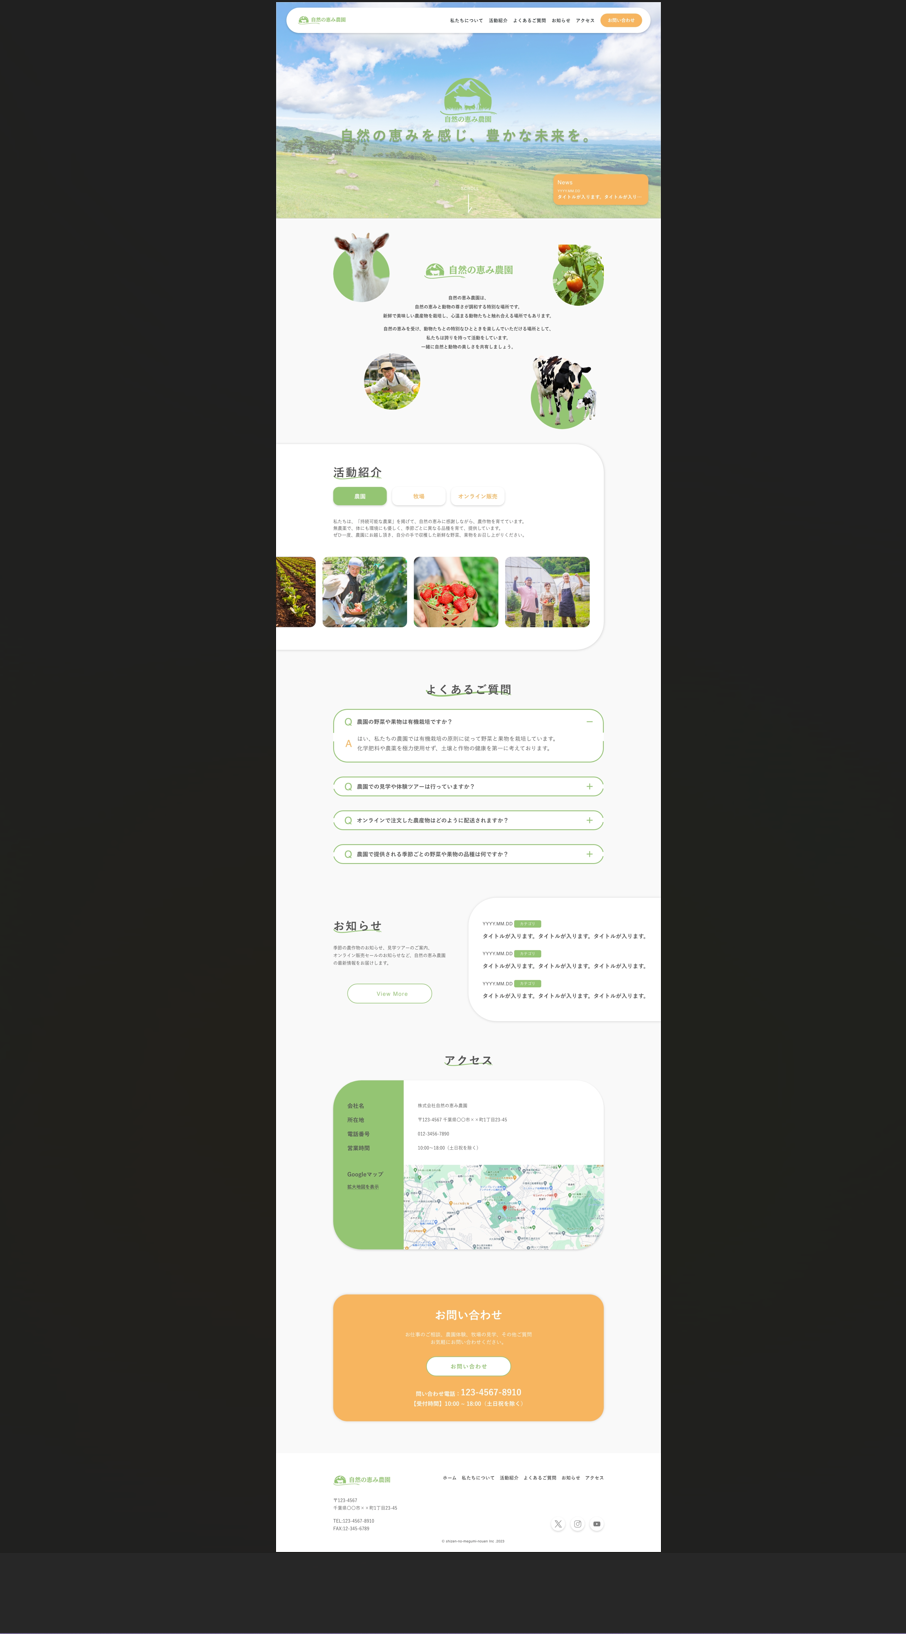 自然の恵み農園
私たちについて 活動紹介 よくあるご質問 お知らせ アクセス お問い合わせ
自然の恵み農園
自然の恵みを感じ、豊かな未来を。
News
YYYY.MM.DD
タイトルが入ります。タイトルが入り…
自然の恵み農園
自然の恵み農園は、
自然の恵みと動物の尊さが調和する特別な場所です。
新鮮で美味しい農産物を栽培し、心温まる動物たちと触れ合える場所でもあります。
自然の恵みを受け、動物たちとの特別なひとときを楽しんでいただける場所として、
私たちは誇りを持って活動をしています。
一緒に自然と動物の美しさを共有しましょう。
活動紹介
農園 牧場 オンライン販売
私たちは、「持続可能な農業」を掲げて、自然の恵みに感謝しながら、農作物を育てています。
無農薬で、体にも環境にも優しく、季節ごとに異なる品種を育て、提供しています。
ぜひ一度、農園にお越し頂き、自分の手で収穫した新鮮な野菜、果物をお召し上がりください。
よくあるご質問
Q 農園の野菜や果物は有機栽培ですか？
A はい、私たちの農園では有機栽培の原則に従って野菜と果物を栽培しています。
化学肥料や農薬を極力使用せず、土壌と作物の健康を第一に考えております。
Q 農園での見学や体験ツアーは行っていますか？
Q オンラインで注文した農産物はどのように配送されますか？
Q 農園で提供される季節ごとの野菜や果物の品種は何ですか？
お知らせ
季節の農作物のお知らせ、見学ツアーのご案内、
オンライン販売セールのお知らせなど、自然の恵み農園
の最新情報をお届けします。
View More
YYYY.MM.DD カテゴリ
タイトルが入ります。タイトルが入ります。タイトルが入ります。
YYYY.MM.DD カテゴリ
タイトルが入ります。タイトルが入ります。タイトルが入ります。
YYYY.MM.DD カテゴリ
タイトルが入ります。タイトルが入ります。タイトルが入ります。
アクセス
会社名 株式会社自然の恵み農園
所在地 〒123-4567 千葉県〇〇市××町1丁目23-45
電話番号 012-3456-7890
営業時間 10:00〜18:00（土日祝を除く）
Googleマップ
拡大地図を表示
お問い合わせ
お仕事のご相談、農園体験、牧場の見学、その他ご質問
お気軽にお問い合わせください。
お問い合わせ
問い合わせ電話：123-4567-8910
【受付時間】10:00 ~ 18:00（土日祝を除く）
自然の恵み農園
ホーム 私たちについて 活動紹介 よくあるご質問 お知らせ アクセス
〒123-4567
千葉県〇〇市××町1丁目23-45
TEL:123-4567-8910
FAX:12-345-6789
© shizen-no-megumi-nouen Inc. 2023